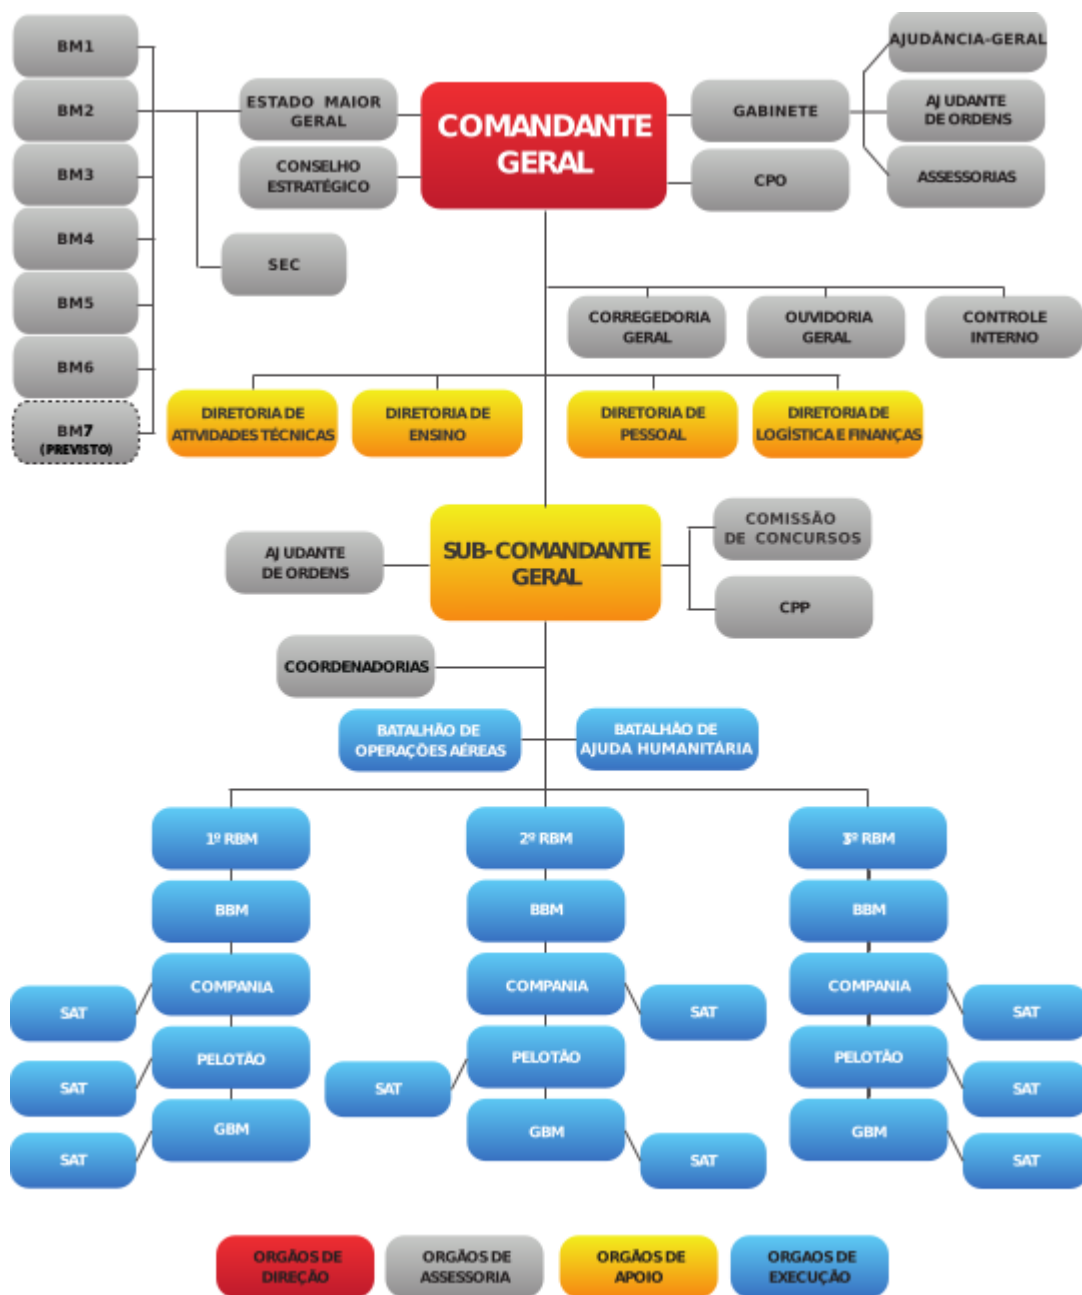 BM1
BM2
BM3
BM4
BM5
BM6
BM7
(PREVISTO)
ESTADO MAIOR
GERAL
CONSELHO
ESTRATÉGICO
SEC
COMANDANTE
GERAL
GABINETE
CPO
AJUDÂNCIA-GERAL
AJUDANTE
DE ORDENS
ASSESSORIAS
CORREGEDORIA
GERAL
OUVIDORIA
GERAL
CONTROLE
INTERNO
DIRETORIA DE
ATIVIDADES TÉCNICAS
DIRETORIA DE
ENSINO
DIRETORIA DE
PESSOAL
DIRETORIA DE
LOGÍSTICA E FINANÇAS
AJUDANTE
DE ORDENS
SUB-COMANDANTE
GERAL
COMISSÃO
DE CONCURSOS
CPP
COORDENADORIAS
BATALHÃO DE
OPERAÇÕES AÉREAS
BATALHÃO DE
AJUDA HUMANITÁRIA
1º RBM
BBM
COMPANIA
SAT
PELOTÃO
SAT
GBM
SAT
2º RBM
BBM
COMPANIA
SAT
PELOTÃO
SAT
GBM
SAT
3º RBM
BBM
COMPANIA
SAT
PELOTÃO
SAT
GBM
SAT
ORGÃOS DE
DIREÇÃO
ORGÃOS DE
ASSESSORIA
ORGÃOS DE
APOIO
ORGAOS DE
EXECUÇÃO